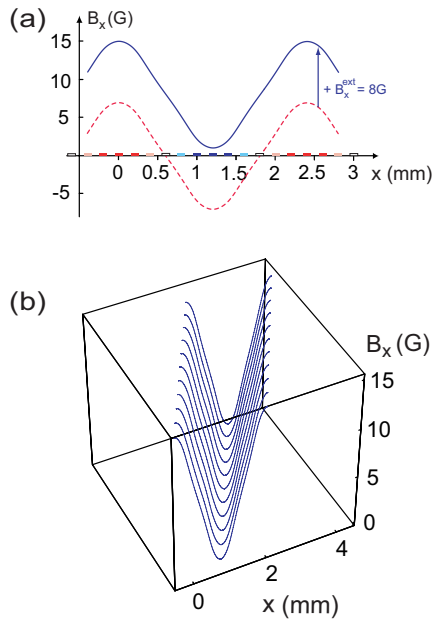 (a)
B_x(G)
15
10
5
-5
0 0.5 1 1.5 2 2.5 3 x (mm)
+ B_x^ext = 8G
(b)
B_x (G)
15
10
5
0
0 2 4
x (mm)